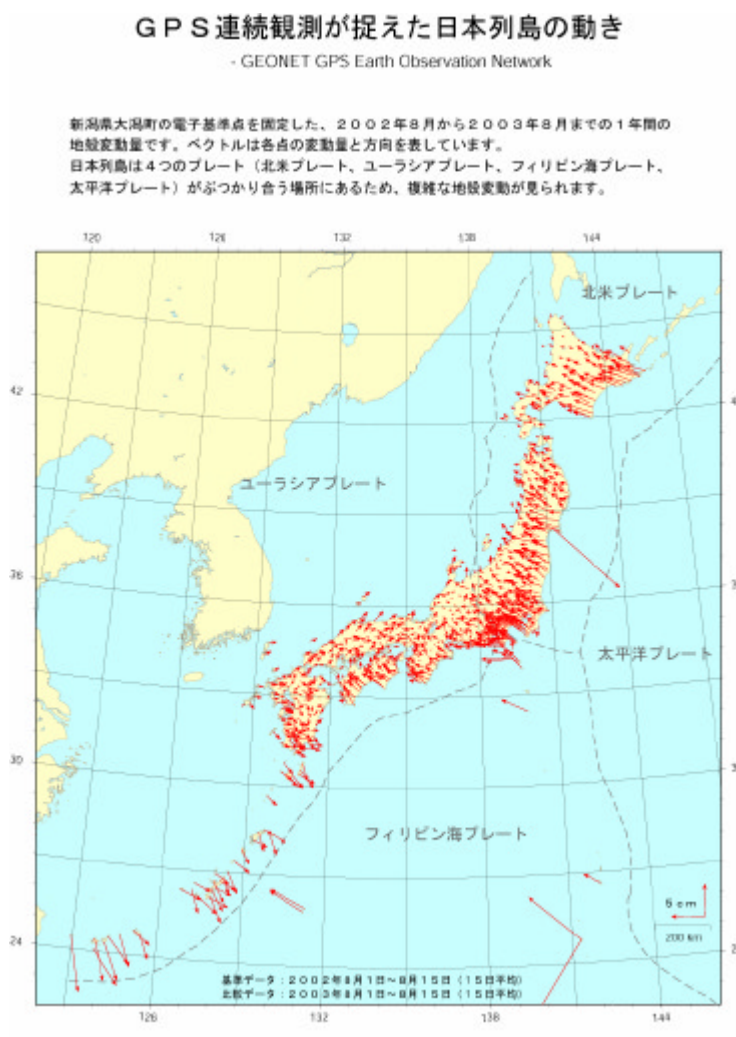 ＧＰＳ連続観測が捉えた日本列島の動き
- GEONET GPS Earth Observation Network
新潟県大潟町の電子基準点を固定した、２００２年８月から２００３年８月までの１年間の
地殻変動量です。ベクトルは各点の変動量と方向を表しています。
日本列島は４つのプレート（北米プレート、ユーラシアプレート、フィリピン海プレート、
太平洋プレート）がぶつかり合う場所にあるため、複雑な地殻変動が見られます。
120 126 132 138 144
北米プレート
42 4
ユーラシアプレート
36 3
太平洋プレート
30 3
フィリピン海プレート
5 cm
200 km
24 2
基準データ：２００２年８月１日～８月１５日（１５日平均）
比較データ：２００３年８月１日～８月１５日（１５日平均）
126 132 138 144